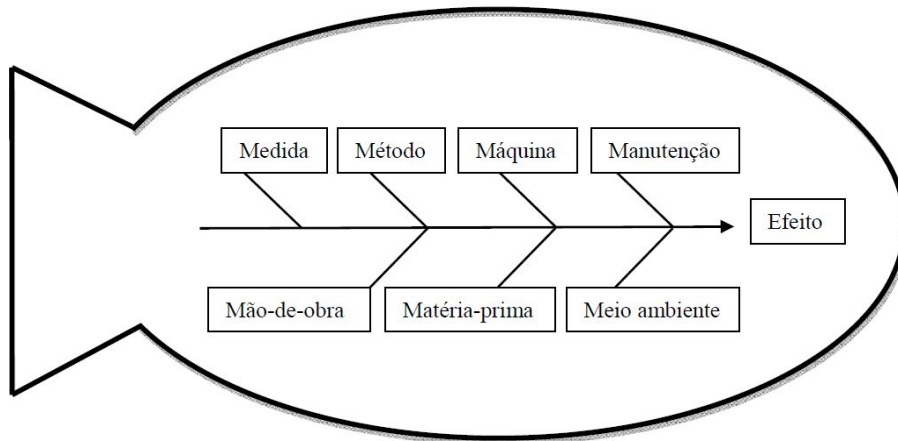 Medida
Método
Máquina
Manutenção
Efeito
Mão-de-obra
Matéria-prima
Meio ambiente